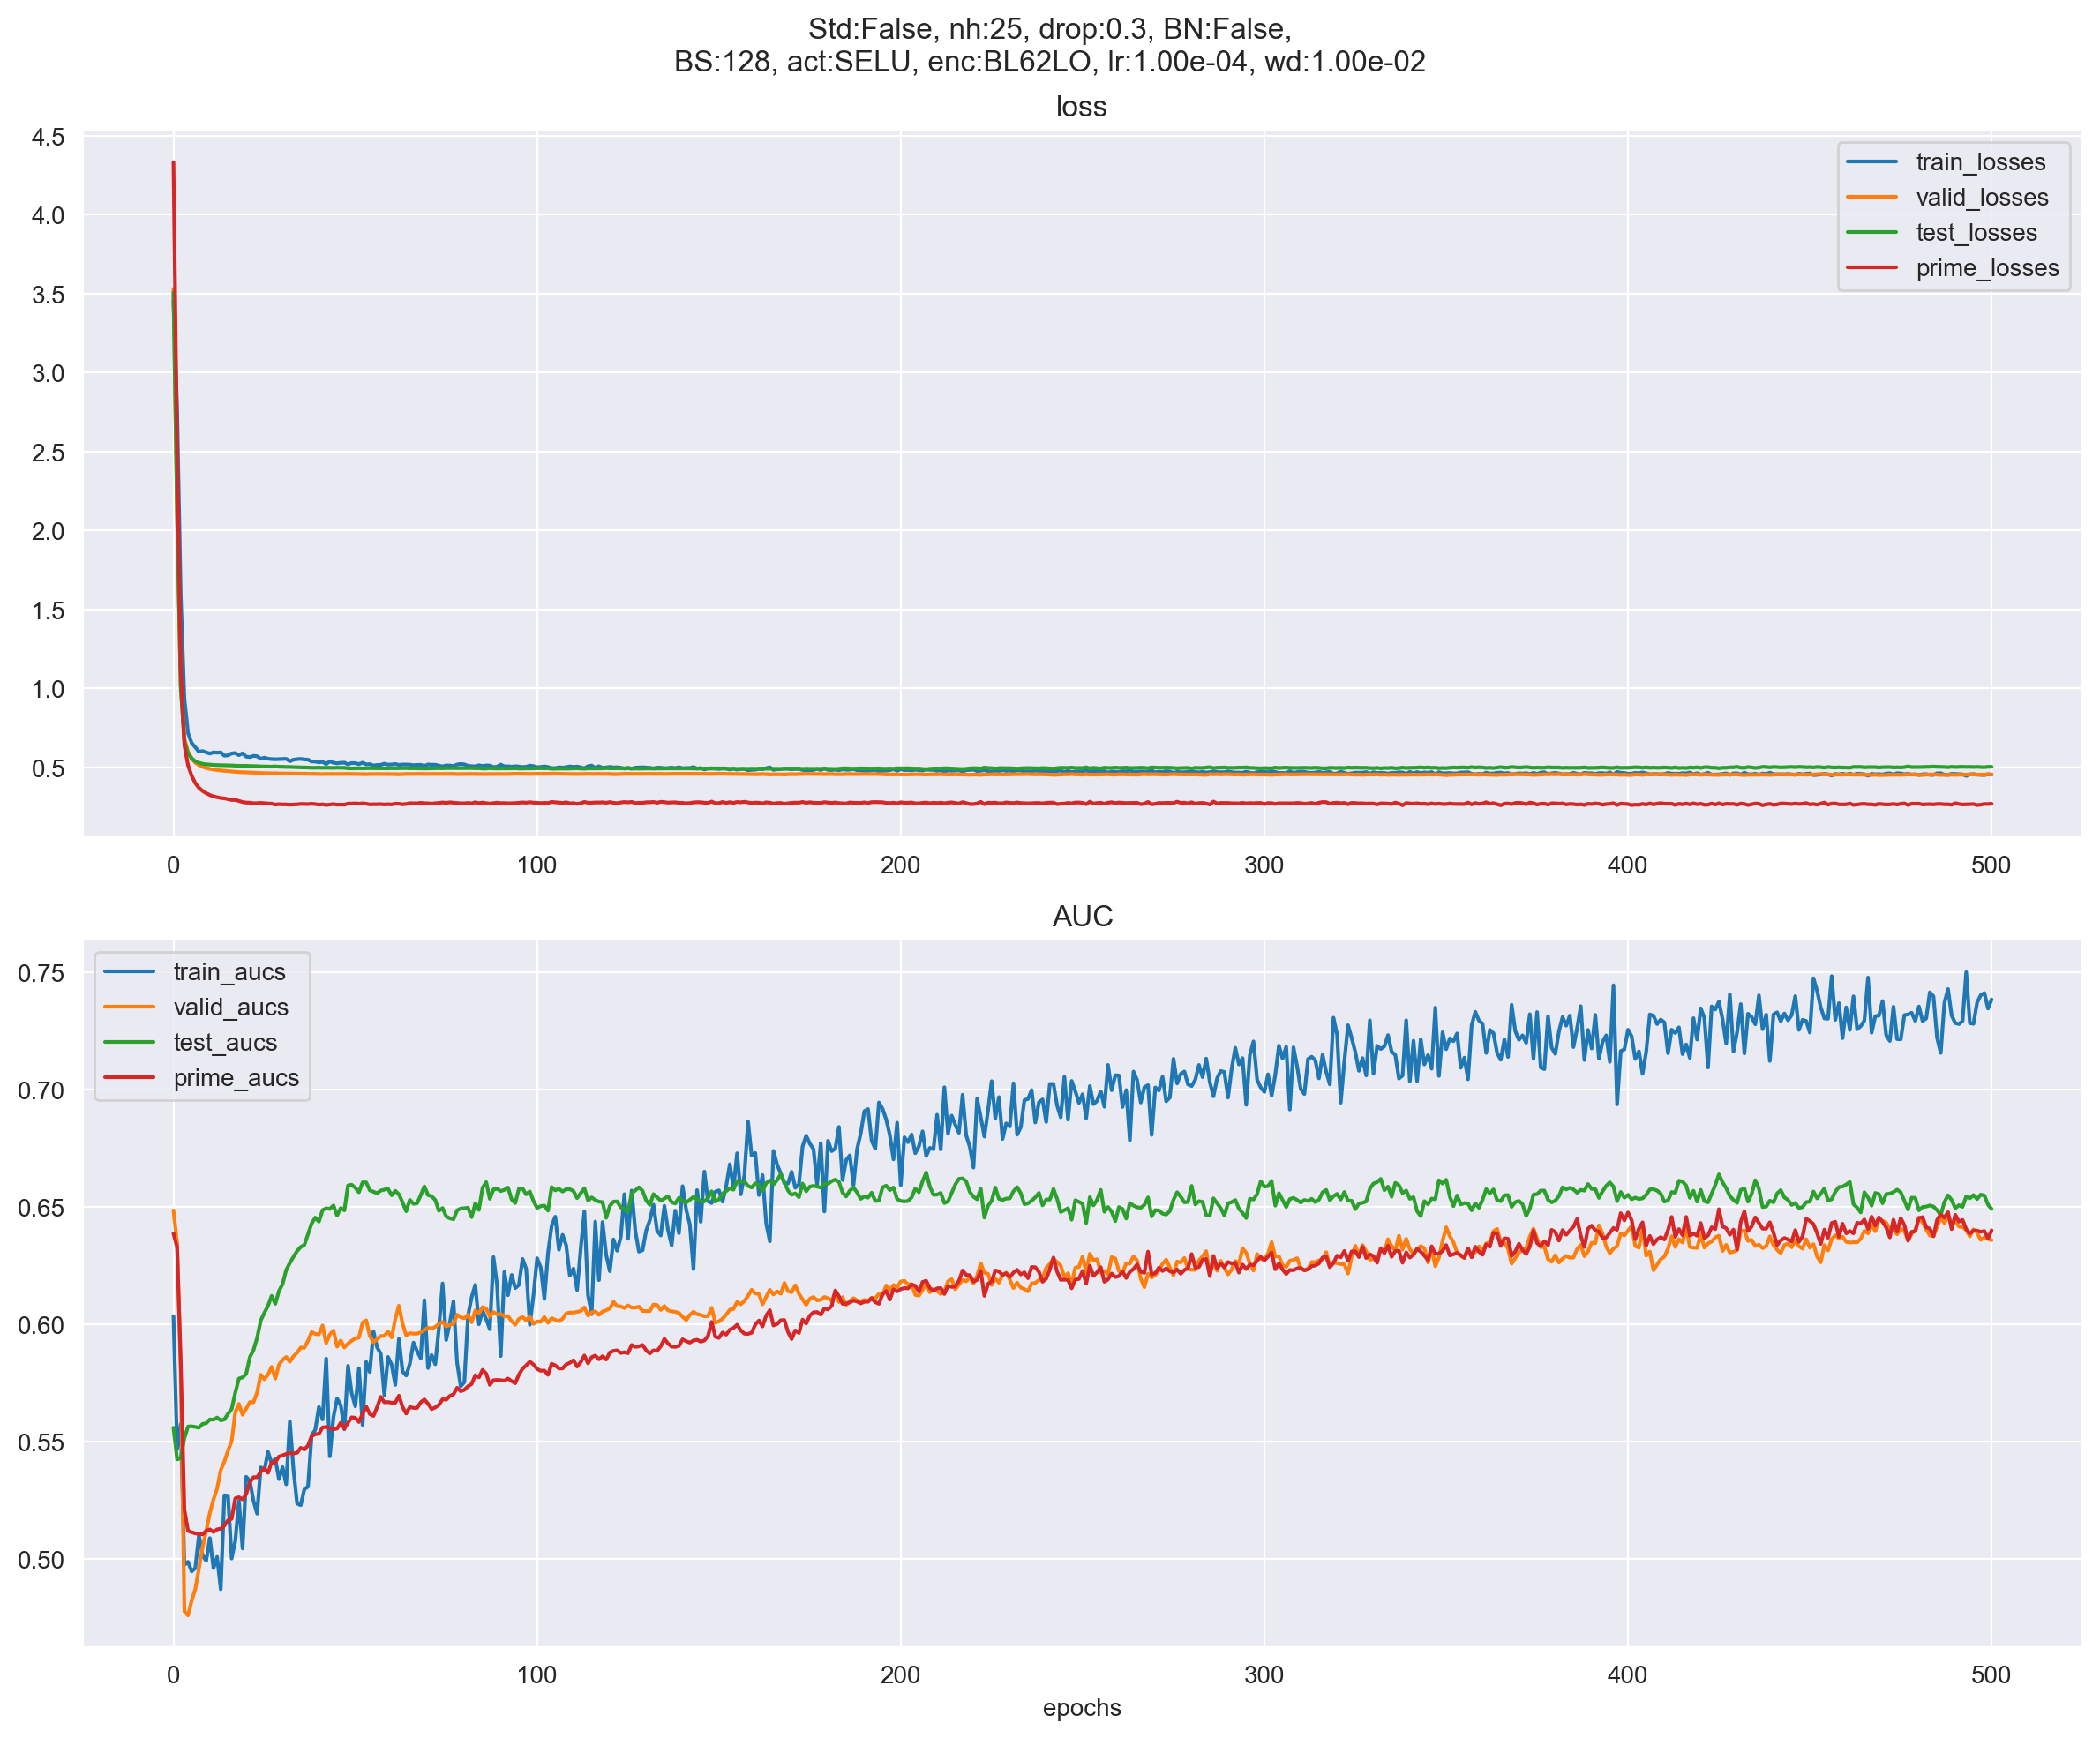 Std:False, nh:25, drop:0.3, BN:False,
BS:128, act:SELU, enc:BL62LO, lr:1.00e-04, wd:1.00e-02
loss
4.5
4.0
3.5
3.0
2.5
2.0
1.5
1.0
0.5
train_losses
valid_losses
test_losses
prime_losses
0 100 200 300 400 500
AUC
0.75
0.70
0.65
0.60
0.55
0.50
train_aucs
valid_aucs
test_aucs
prime_aucs
0 100 200 300 400 500
epochs